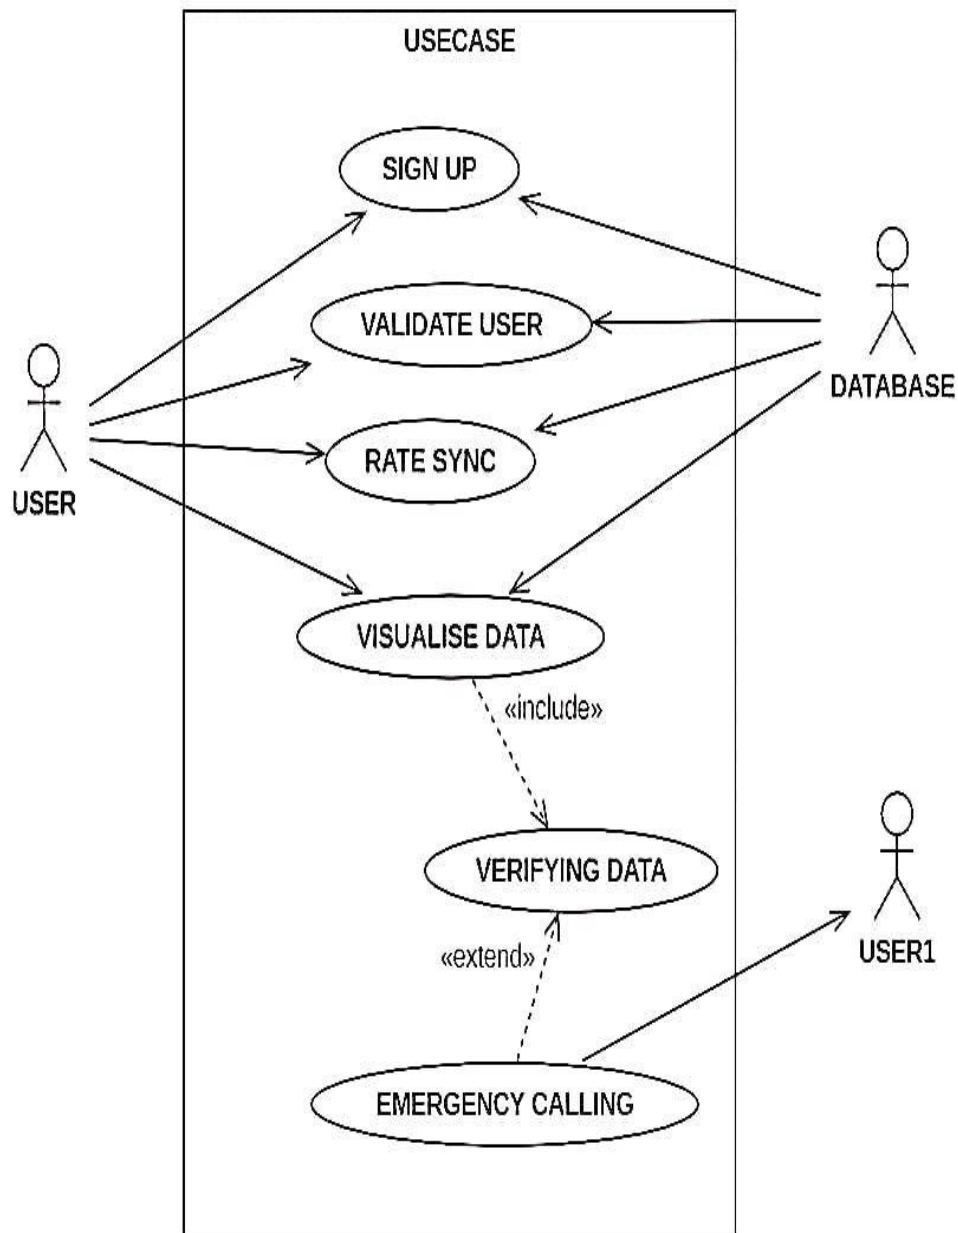 USECASE
SIGN UP
VALIDATE USER
DATABASE
RATE SYNC
USER
VISUALISE DATA
«include»
VERIFYING DATA
USER1
«extend»
EMERGENCY CALLING